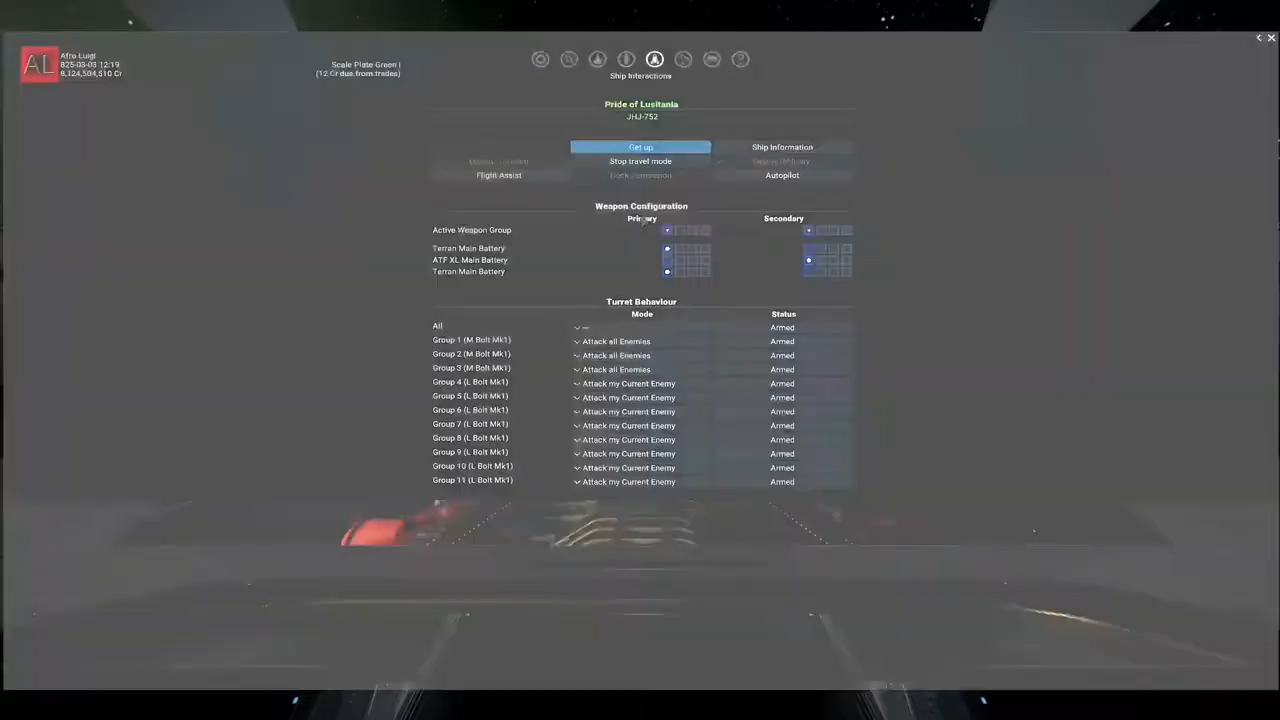 AL
Afro Luigi
825-03-03 12:19
8,124,504,510 Cr
Scale Plate Green I
(12 Cr due from trades)
Ship Interactions
Pride of Lusitania
JHJ-752
Get up
Ship Information
Stop travel mode
Flight Assist
Autopilot
Weapon Configuration
Primary Secondary
Active Weapon Group
Terran Main Battery
ATF XL Main Battery
Terran Main Battery
Turret Behaviour
Mode Status
All -- Armed
Group 1 (M Bolt Mk1) Attack all Enemies Armed
Group 2 (M Bolt Mk1) Attack all Enemies Armed
Group 3 (M Bolt Mk1) Attack all Enemies Armed
Group 4 (L Bolt Mk1) Attack my Current Enemy Armed
Group 5 (L Bolt Mk1) Attack my Current Enemy Armed
Group 6 (L Bolt Mk1) Attack my Current Enemy Armed
Group 7 (L Bolt Mk1) Attack my Current Enemy Armed
Group 8 (L Bolt Mk1) Attack my Current Enemy Armed
Group 9 (L Bolt Mk1) Attack my Current Enemy Armed
Group 10 (L Bolt Mk1) Attack my Current Enemy Armed
Group 11 (L Bolt Mk1) Attack my Current Enemy Armed